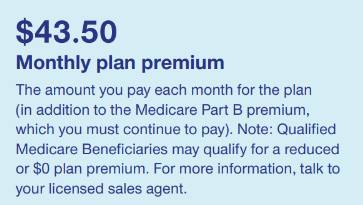 $43.50
Monthly plan premium
The amount you pay each month for the plan
(in addition to the Medicare Part B premium,
which you must continue to pay). Note: Qualified
Medicare Beneficiaries may qualify for a reduced
or $0 plan premium. For more information, talk to
your licensed sales agent.